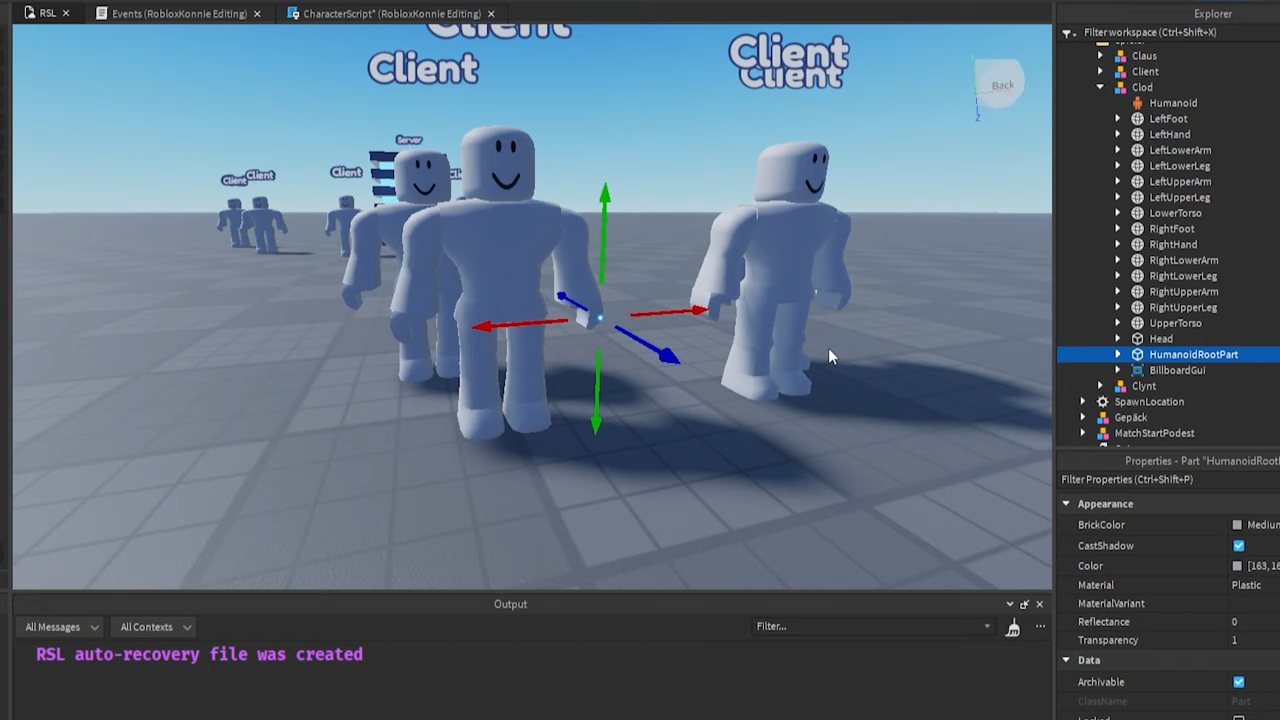 RSL
Events (RobloxKonnie Editing)
CharacterScript* (RobloxKonnie Editing)
Explorer
Filter workspace (Ctrl+Shift+X)
Claus
Client
Clod
Humanoid
LeftFoot
LeftHand
LeftLowerArm
LeftLowerLeg
LeftUpperArm
LeftUpperLeg
LowerTorso
RightFoot
RightHand
RightLowerArm
RightLowerLeg
RightUpperArm
RightUpperLeg
UpperTorso
Head
HumanoidRootPart
BillboardGui
Clynt
SpawnLocation
Gepäck
MatchStartPodest
Client
Client
Client
Client
Back
Z
Server
Client
Client
Client
Properties - Part "HumanoidRoot
Filter Properties (Ctrl+Shift+P)
Appearance
BrickColor Medium
CastShadow
Color [163, 16
Material Plastic
MaterialVariant
Reflectance 0
Transparency 1
Data
Archivable
ClassName Part
Output
All Messages All Contexts Filter...
RSL auto-recovery file was created